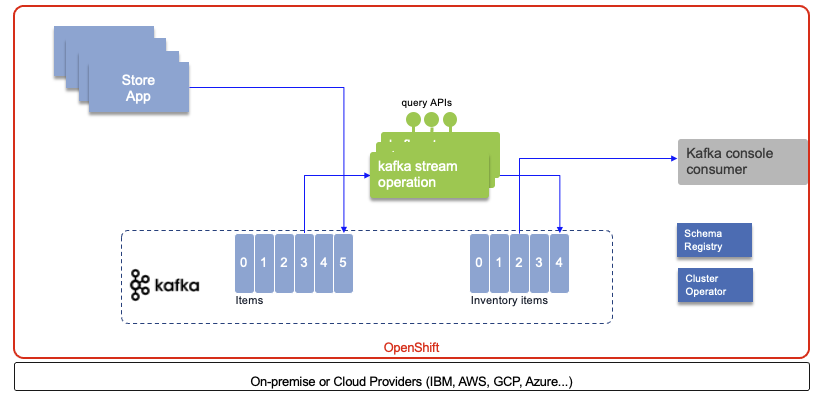 Store
App
query APIs
kafka stream
operation
Kafka console
consumer
Schema
Registry
Cluster
Operator
0 1 2 3 4 5
0 1 2 3 4
kafka
Items
Inventory items
OpenShift
On-premise or Cloud Providers (IBM, AWS, GCP, Azure...)